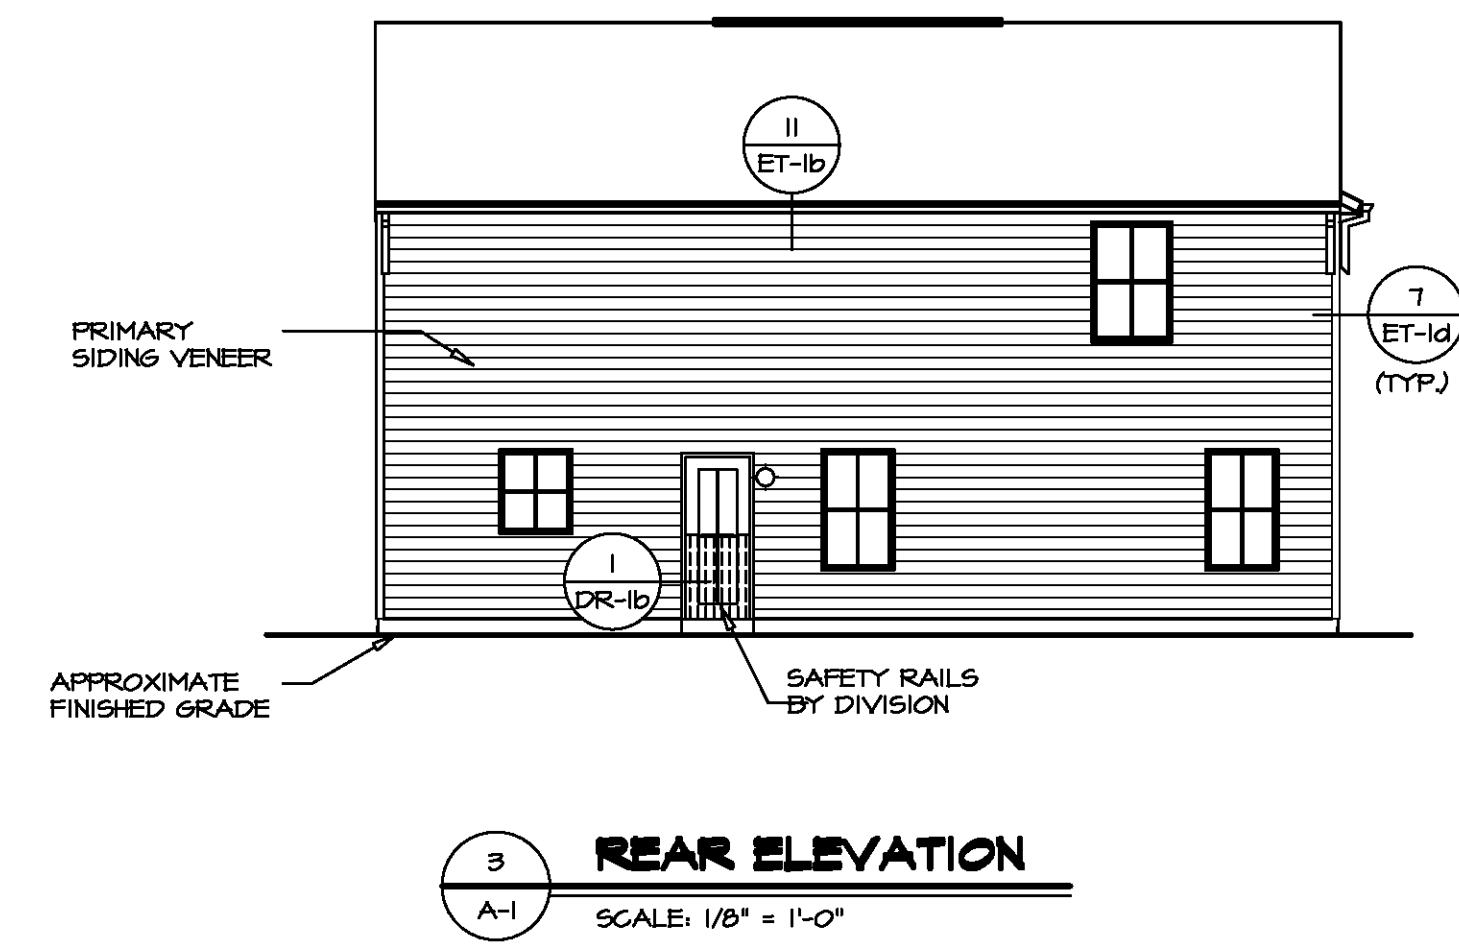 11
ET-1b
PRIMARY
SIDING VENEER
7
ET-1d
(TYP.)
1
DR-1b
APPROXIMATE
FINISHED GRADE
SAFETY RAILS
BY DIVISION
3
A-1
REAR ELEVATION
SCALE: 1/8" = 1'-0"